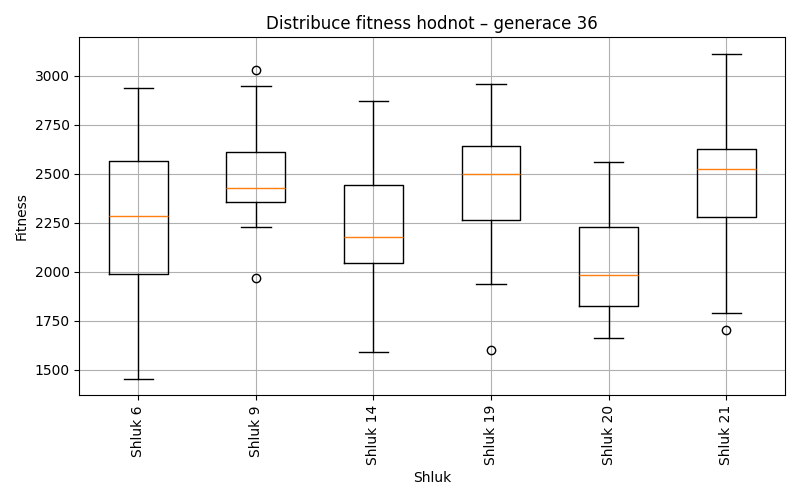 Distribuce fitness hodnot – generace 36
Fitness
3000
2750
2500
2250
2000
1750
1500
Shluk 6
Shluk 9
Shluk 14
Shluk 19
Shluk 20
Shluk 21
Shluk